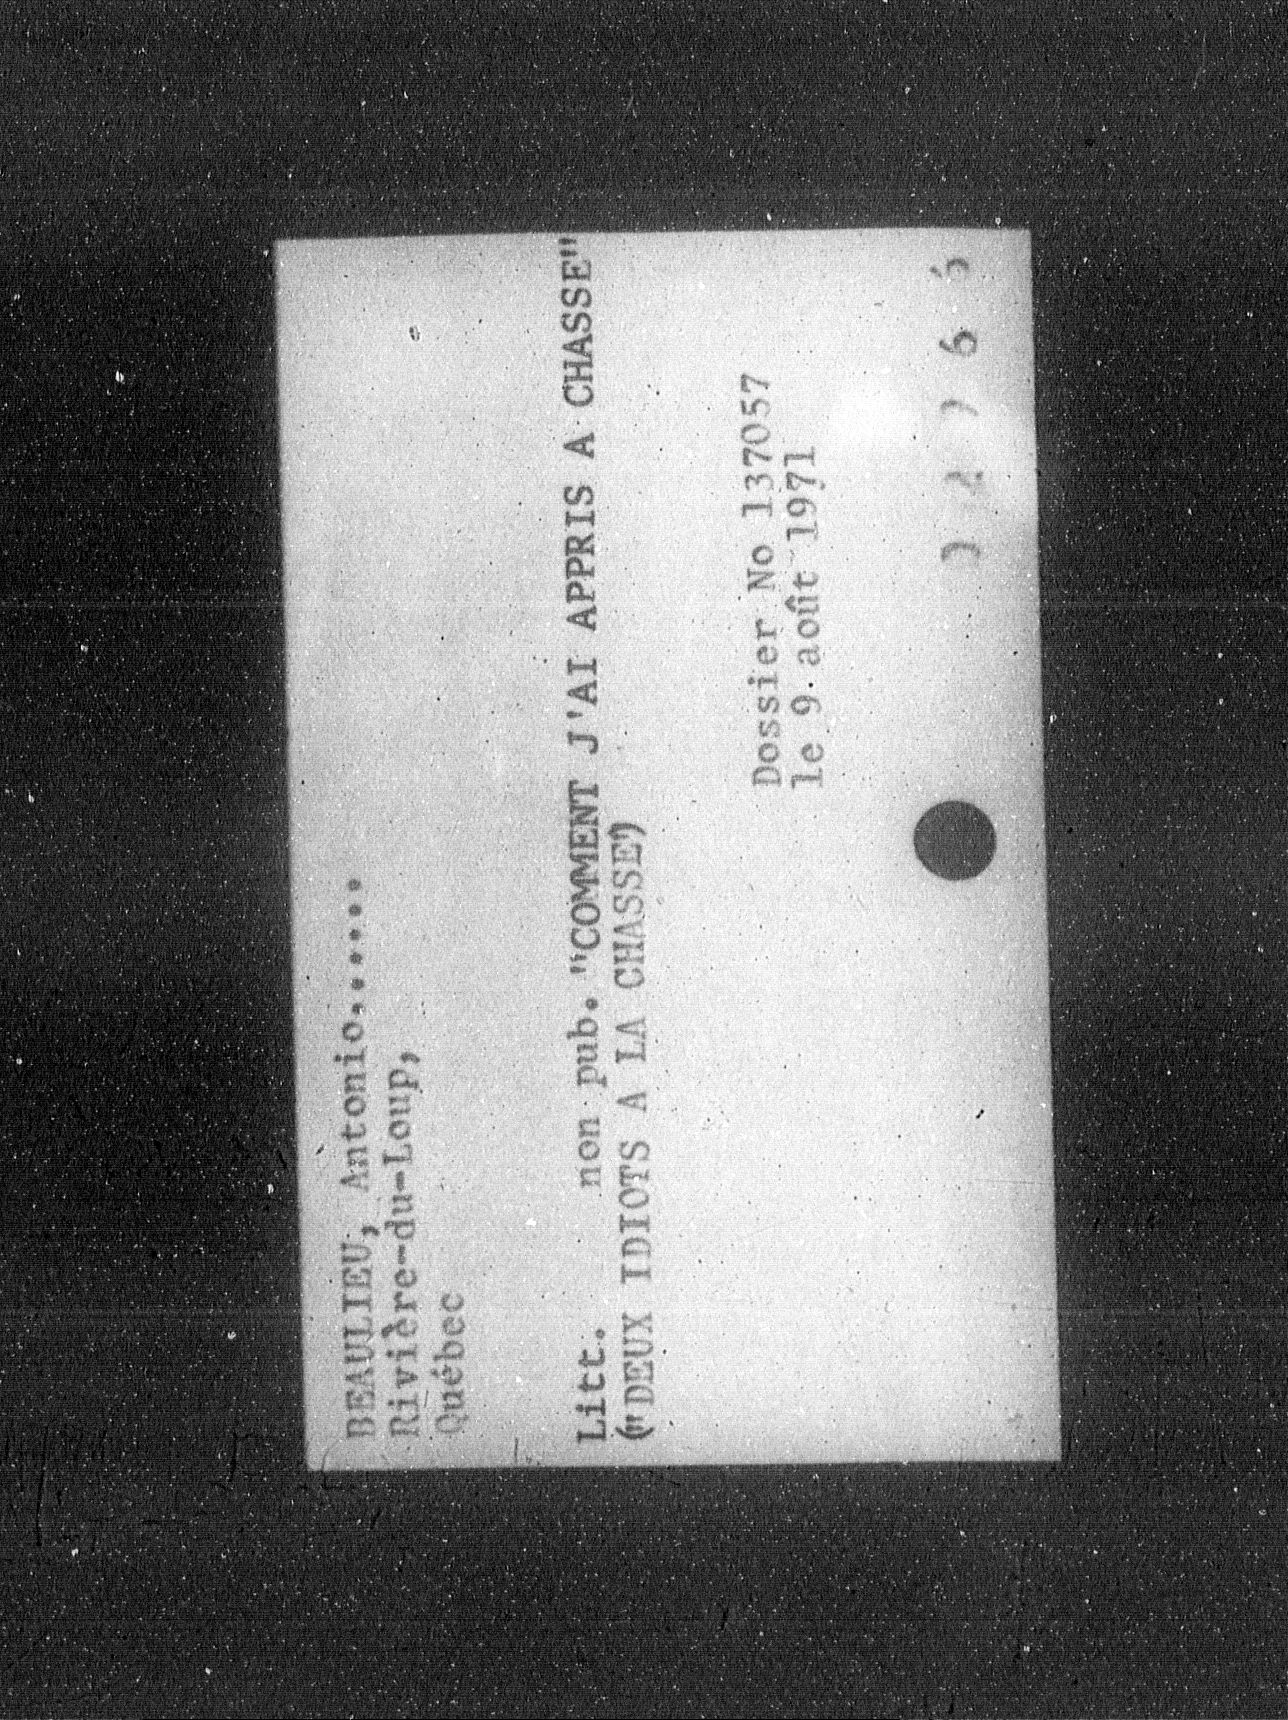 BEAULIEU, Antonio......
Rivière-du-Loup,
Québec
Litt. non pub. "COMMENT J'AI APPRIS A CHASSE"
("DEUX IDIOTS A LA CHASSE")
Dossier No 137057
le 9 août 1971